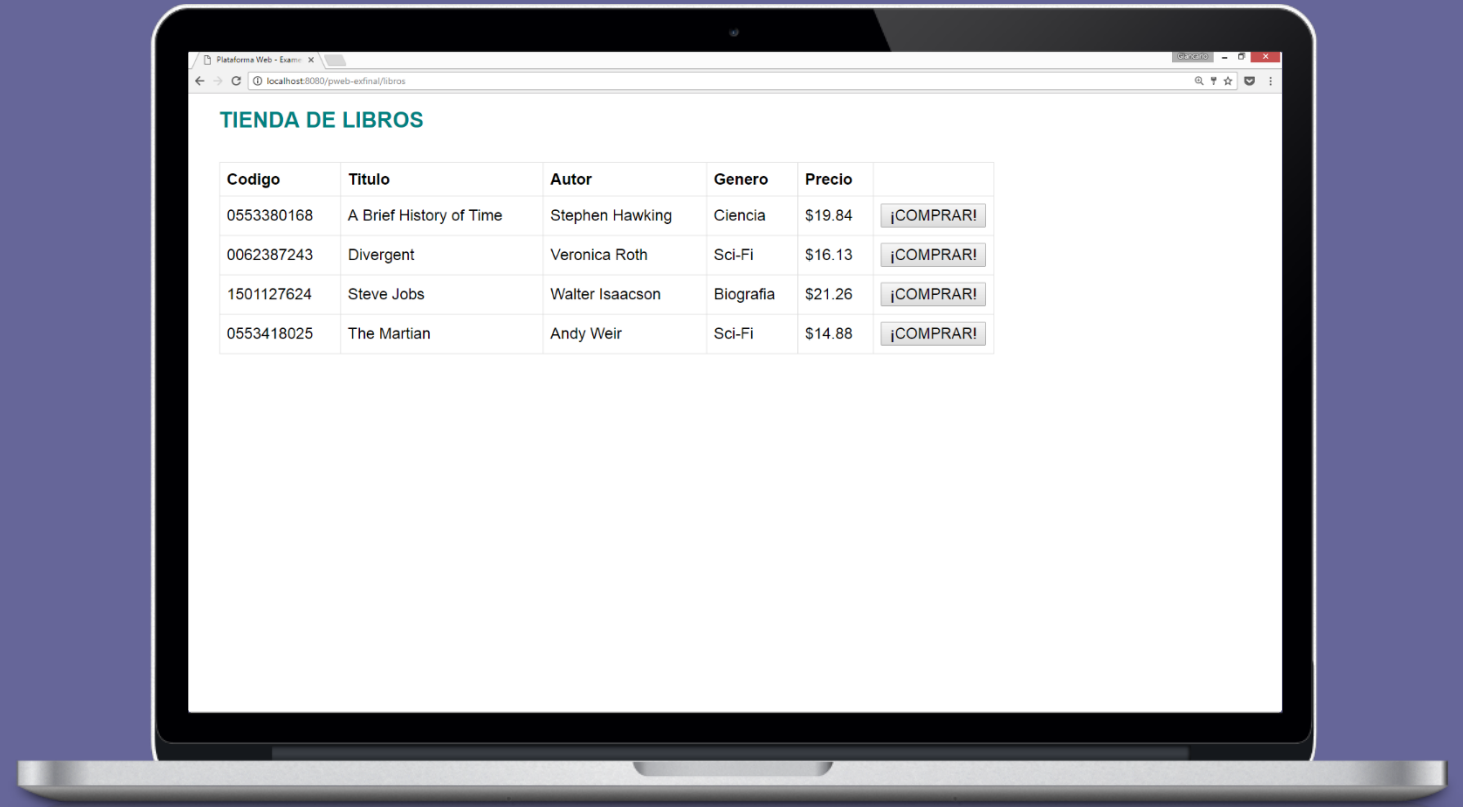 Plataforma Web - Exame
Giancarlo
localhost:8080/pweb-exfinal/libros
TIENDA DE LIBROS
Codigo Titulo Autor Genero Precio
0553380168 A Brief History of Time Stephen Hawking Ciencia $19.84 ¡COMPRAR!
0062387243 Divergent Veronica Roth Sci-Fi $16.13 ¡COMPRAR!
1501127624 Steve Jobs Walter Isaacson Biografia $21.26 ¡COMPRAR!
0553418025 The Martian Andy Weir Sci-Fi $14.88 ¡COMPRAR!